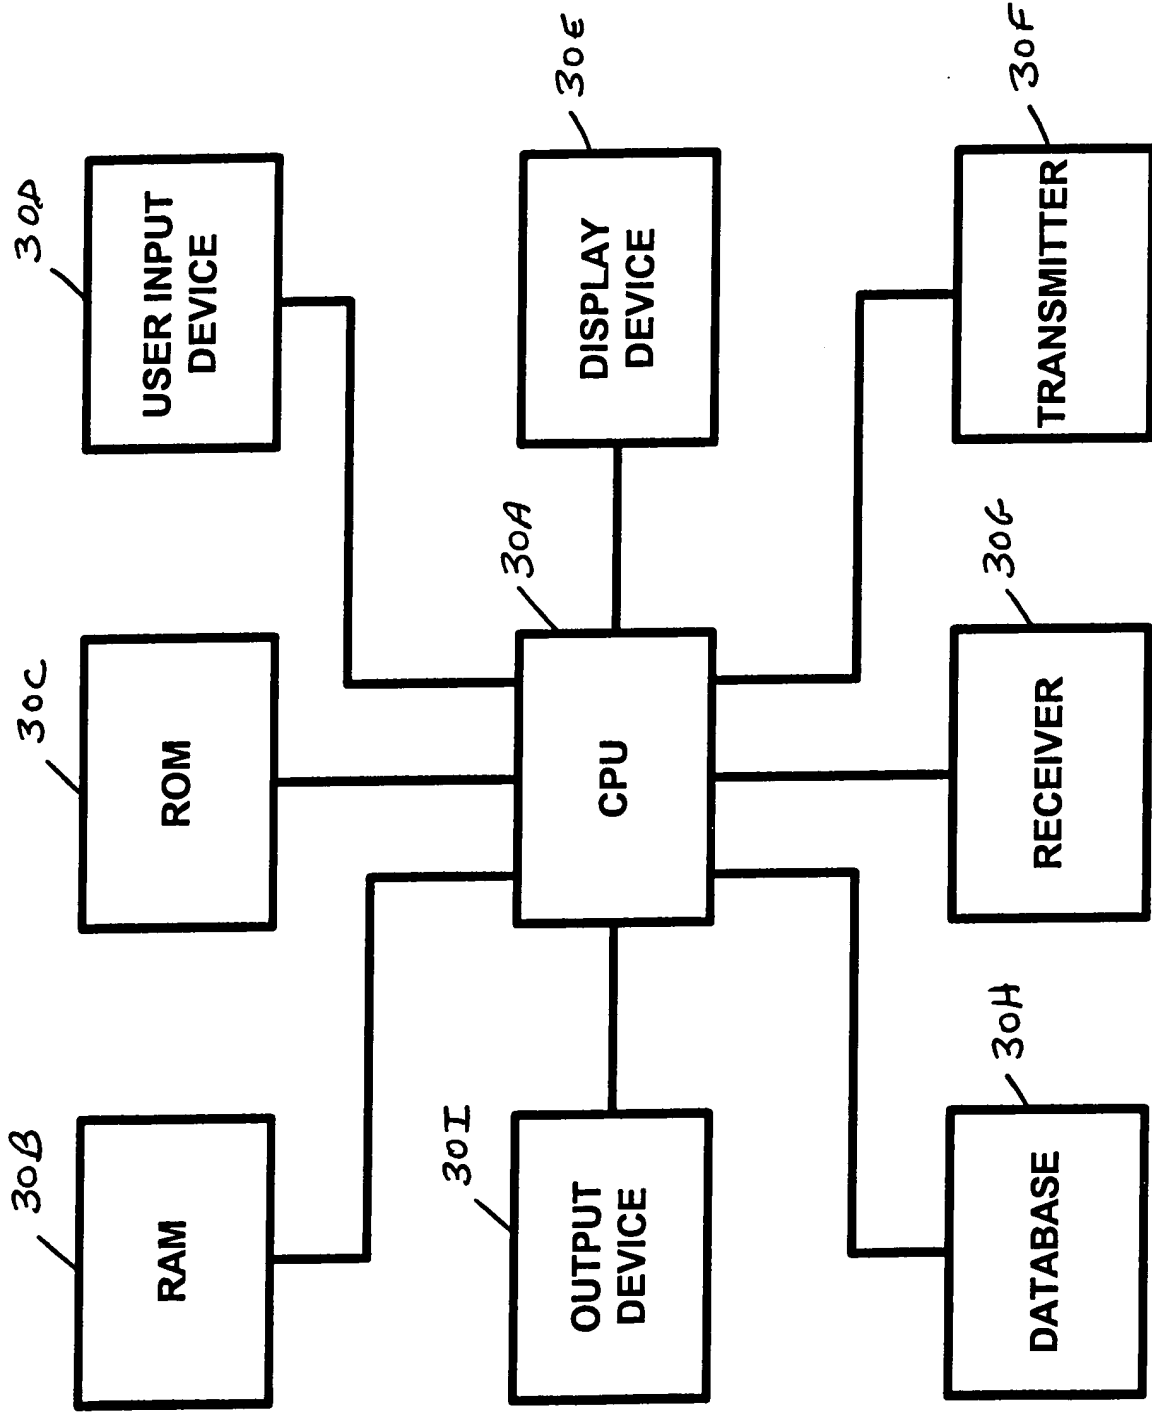 30B
RAM
30C
ROM
30D
USER INPUT
DEVICE
30I
OUTPUT
DEVICE
30A
CPU
30E
DISPLAY
DEVICE
30H
DATABASE
30G
RECEIVER
30F
TRANSMITTER